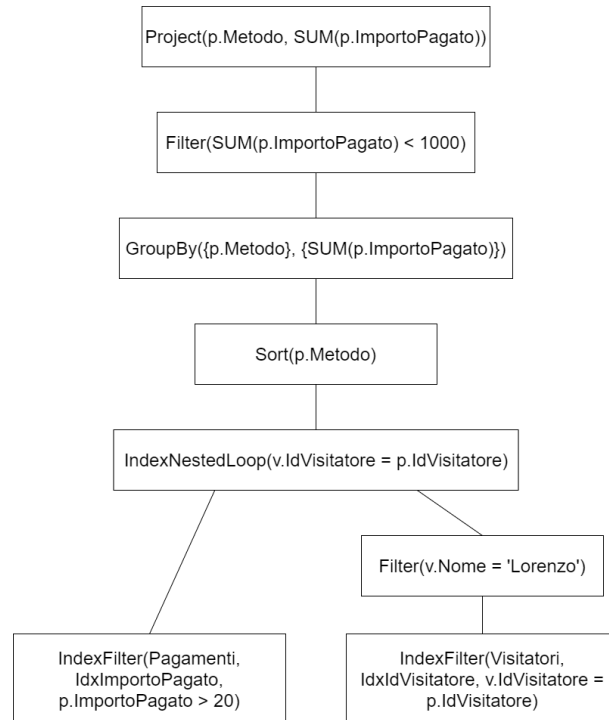 Project(p.Metodo, SUM(p.ImportoPagato))
Filter(SUM(p.ImportoPagato) < 1000)
GroupBy({p.Metodo}, {SUM(p.ImportoPagato)})
Sort(p.Metodo)
IndexNestedLoop(v.IdVisitatore = p.IdVisitatore)
Filter(v.Nome = 'Lorenzo')
IndexFilter(Pagamenti,
IdxImportoPagato,
p.ImportoPagato > 20)
IndexFilter(Visitatori,
IdxIdVisitatore, v.IdVisitatore =
p.IdVisitatore)